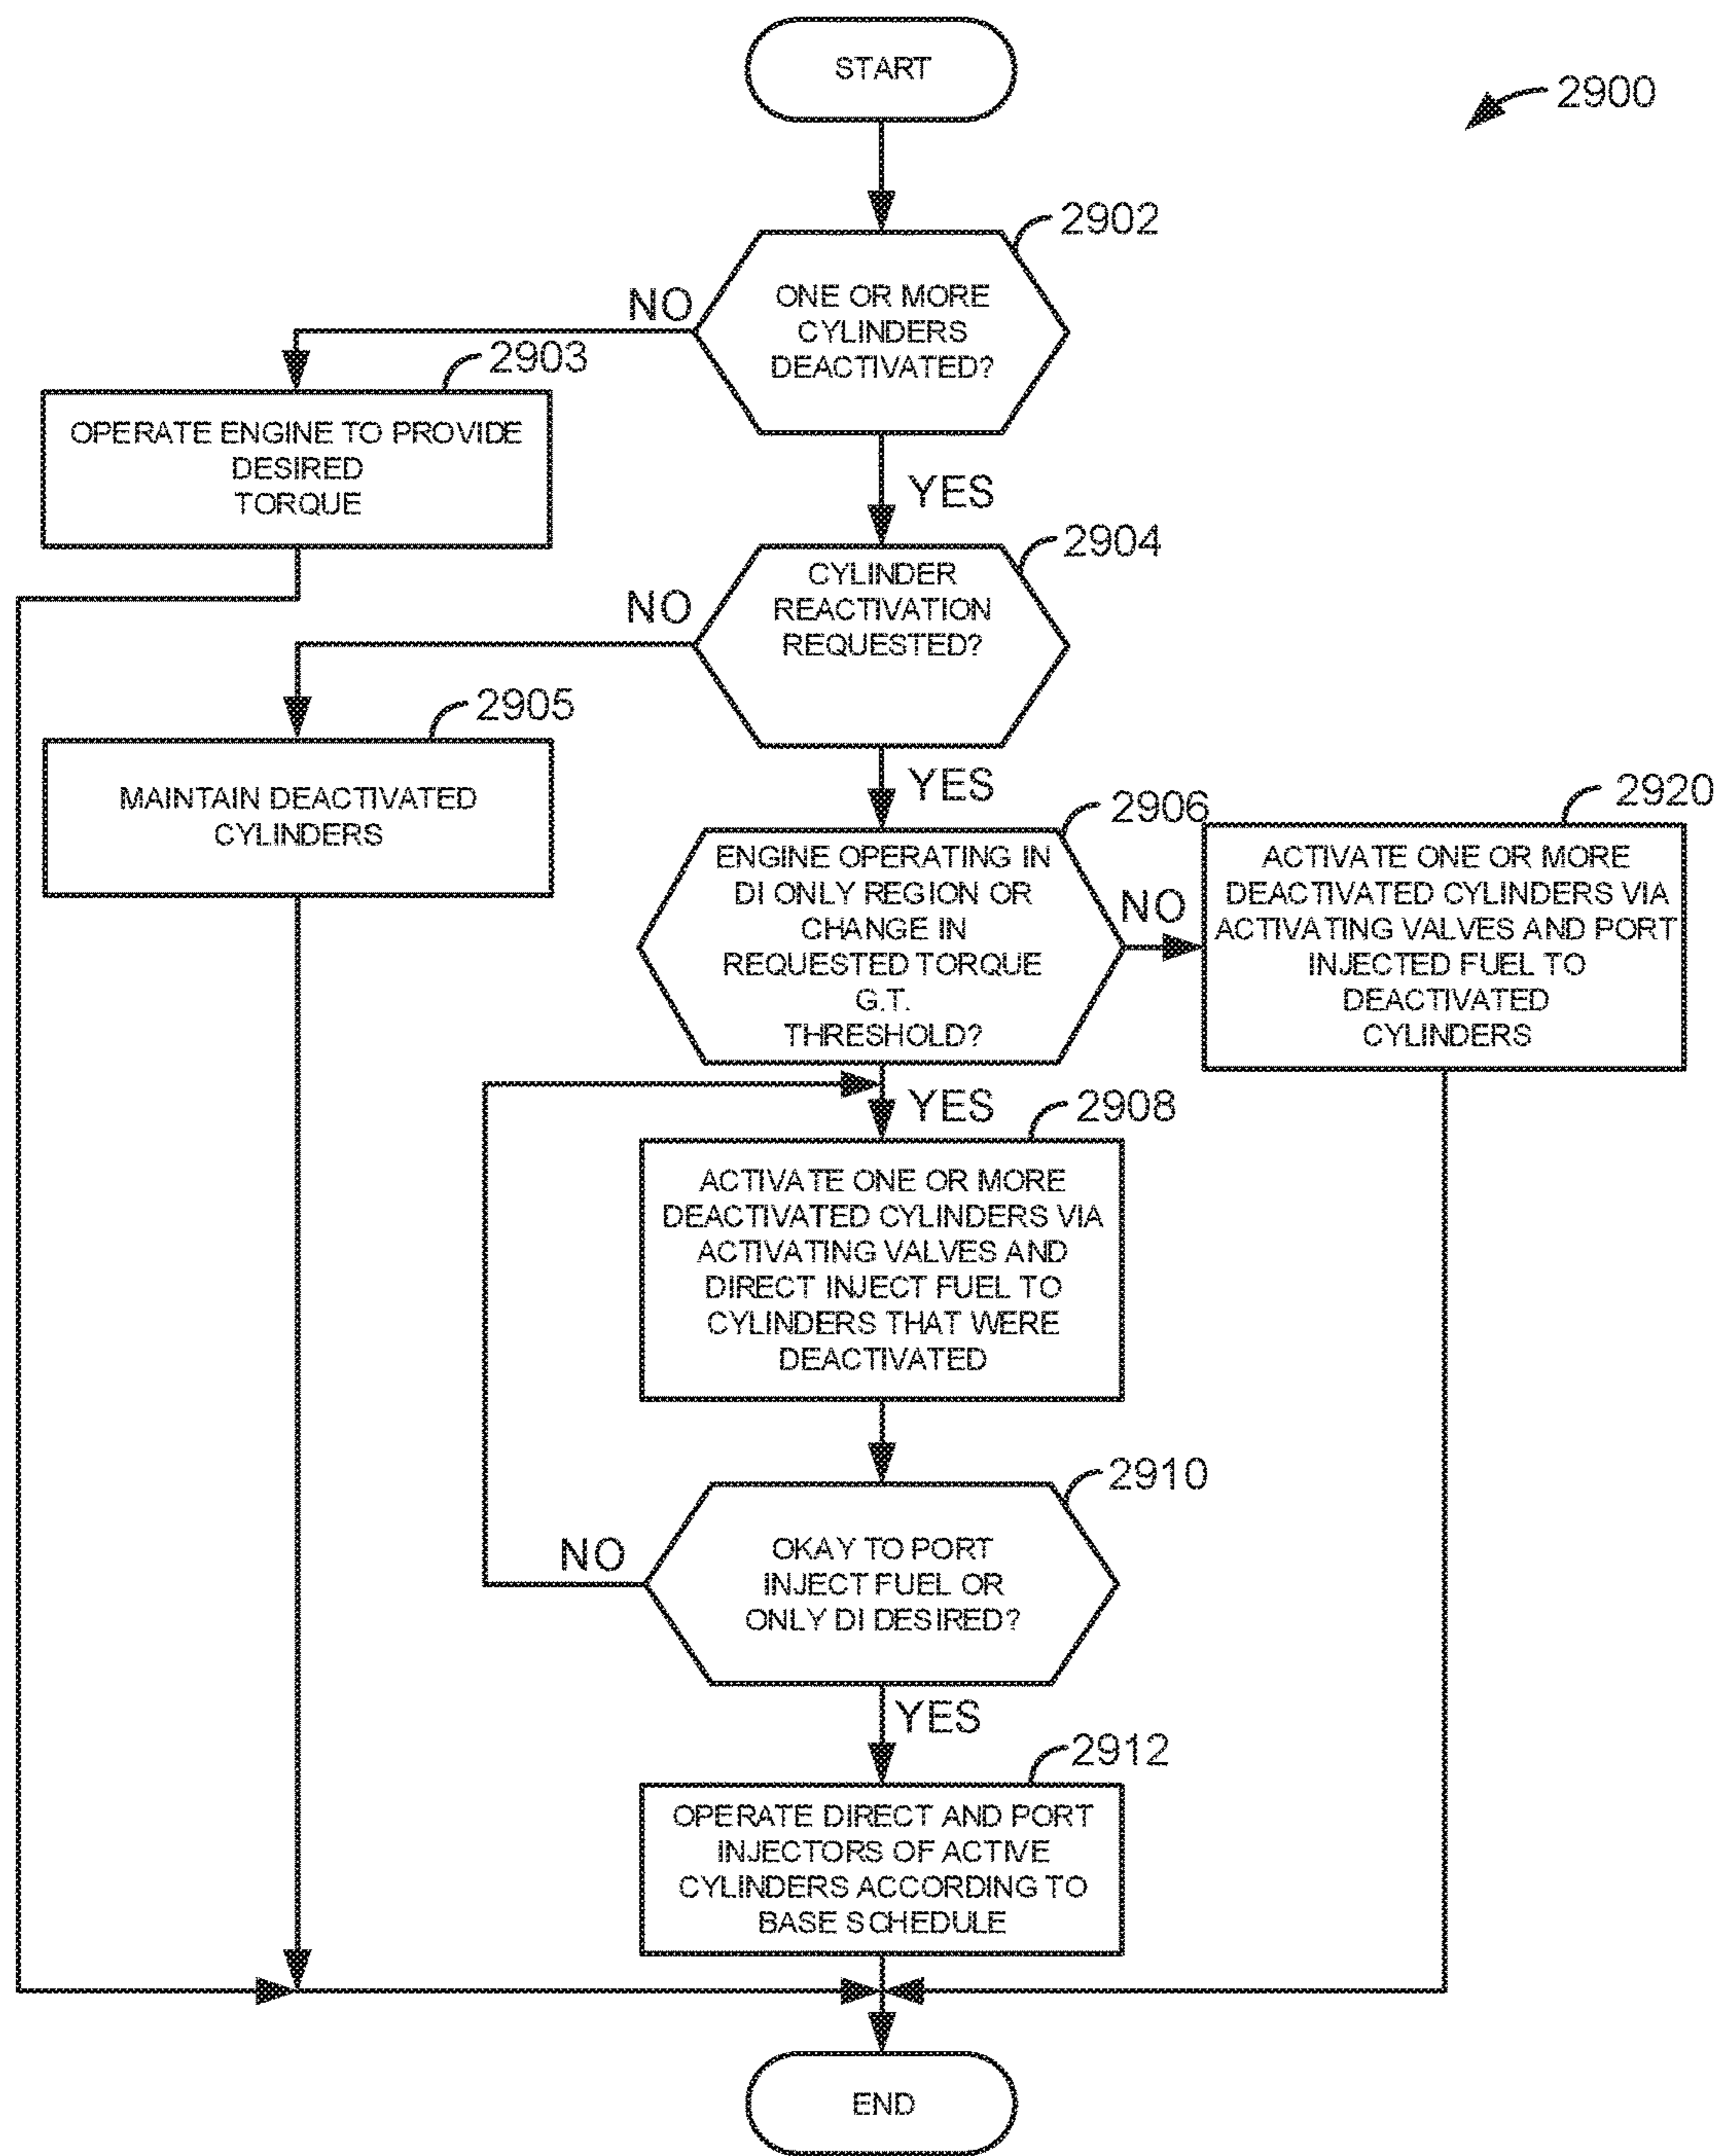 START
2900
2902
ONE OR MORE
CYLINDERS
DEACTIVATED?
NO
2903
OPERATE ENGINE TO PROVIDE
DESIRED
TORQUE
YES
2904
CYLINDER
REACTIVATION
REQUESTED?
NO
2905
MAINTAIN DEACTIVATED
CYLINDERS
YES
2906
ENGINE OPERATING IN
DI ONLY REGION OR
CHANGE IN
REQUESTED TORQUE
G.T.
THRESHOLD?
NO
2920
ACTIVATE ONE OR MORE
DEACTIVATED CYLINDERS VIA
ACTIVATING VALVES AND PORT
INJECTED FUEL TO
DEACTIVATED
CYLINDERS
YES
2908
ACTIVATE ONE OR MORE
DEACTIVATED CYLINDERS VIA
ACTIVATING VALVES AND
DIRECT INJECT FUEL TO
CYLINDERS THAT WERE
DEACTIVATED
2910
OKAY TO PORT
INJECT FUEL OR
ONLY DI DESIRED?
NO
YES
2912
OPERATE DIRECT AND PORT
INJECTORS OF ACTIVE
CYLINDERS ACCORDING TO
BASE SCHEDULE
END